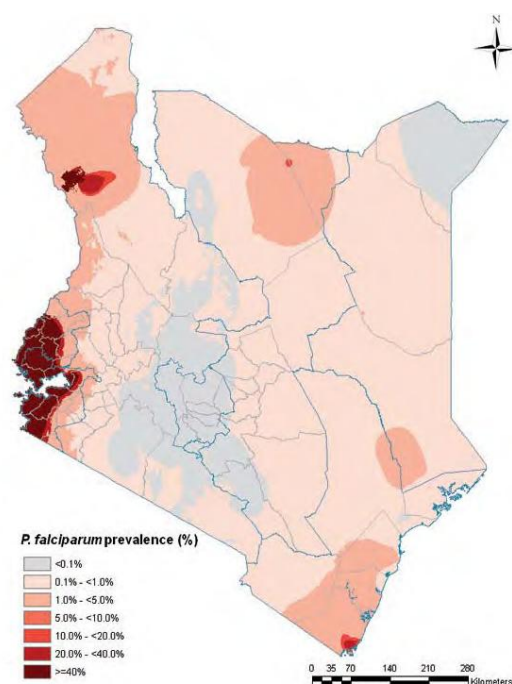 N
P. falciparum prevalence (%)
<0.1%
0.1% - <1.0%
1.0% - <5.0%
5.0% - <10.0%
10.0% - <20.0%
20.0% - <40.0%
>=40%
0 35 70 140 210 280
Kilometers